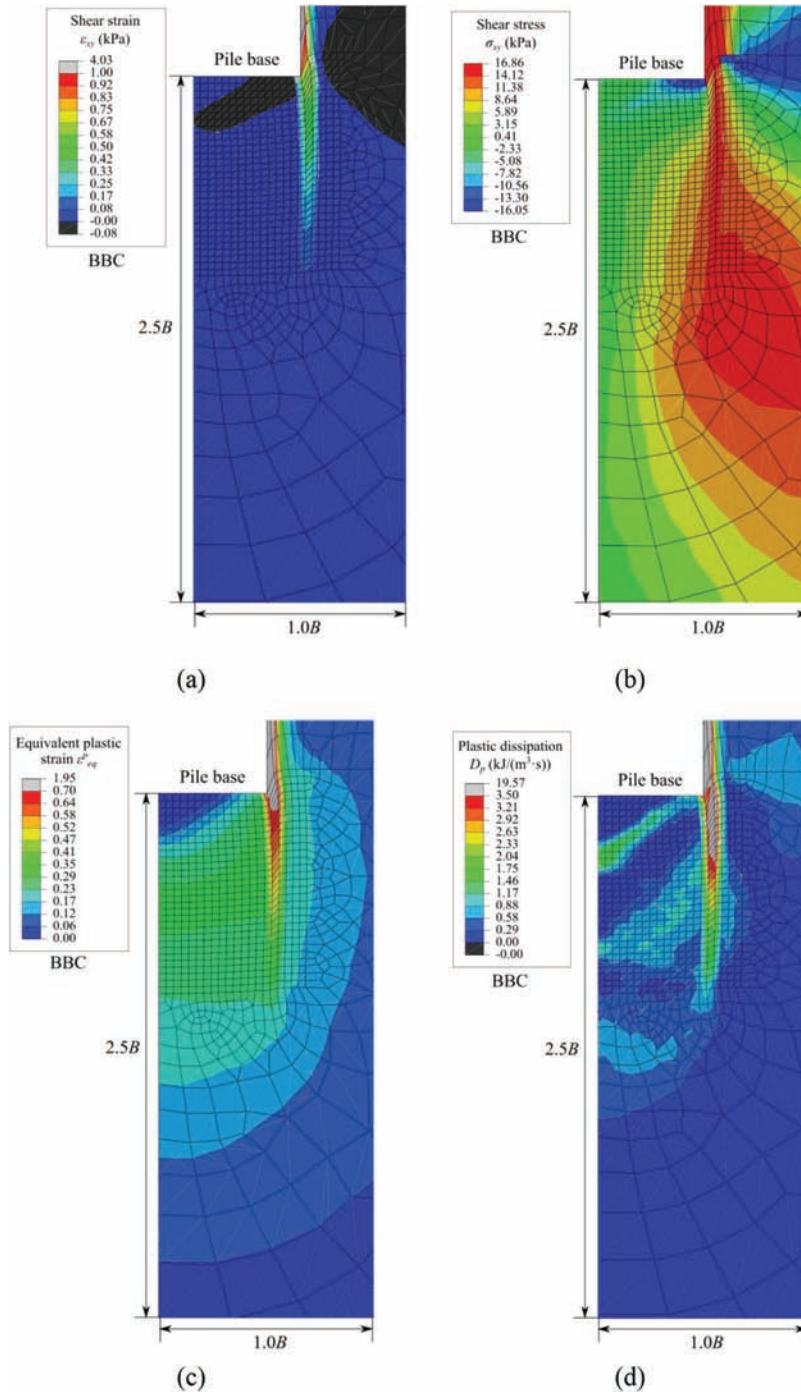 Shear strain
εxy (kPa)
4.03
1.00
0.92
0.83
0.75
0.67
0.58
0.50
0.42
0.33
0.25
0.17
0.08
-0.00
-0.08
BBC
Pile base
2.5B
1.0B
(a)
Shear stress
σxy (kPa)
16.86
14.12
11.38
8.64
5.89
3.15
0.41
-2.33
-5.08
-7.82
-10.56
-13.30
-16.05
BBC
Pile base
2.5B
1.0B
(b)
Equivalent plastic
strain εᵖeq
1.95
0.70
0.64
0.58
0.52
0.47
0.41
0.35
0.29
0.23
0.17
0.12
0.06
0.00
BBC
Pile base
2.5B
1.0B
(c)
Plastic dissipation
Dp (kJ/(m³·s))
19.57
3.50
3.21
2.92
2.63
2.33
2.04
1.75
1.46
1.17
0.88
0.58
0.29
0.00
-0.00
BBC
Pile base
2.5B
1.0B
(d)